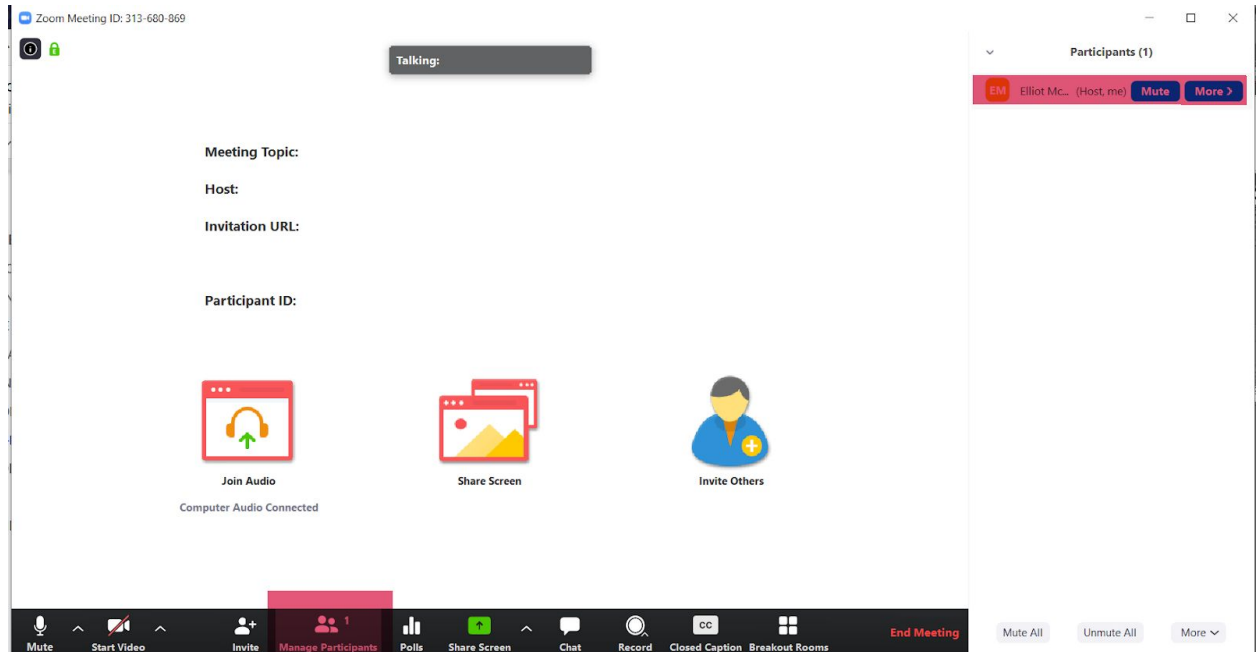 Zoom Meeting ID: 313-680-869
Talking:
Participants (1)
EM Elliot Mc... (Host, me) Mute More >
Meeting Topic:
Host:
Invitation URL:
Participant ID:
Join Audio Share Screen Invite Others
Computer Audio Connected
1
CC
Mute Start Video Invite Manage Participants Polls Share Screen Chat Record Closed Caption Breakout Rooms End Meeting Mute All Unmute All More